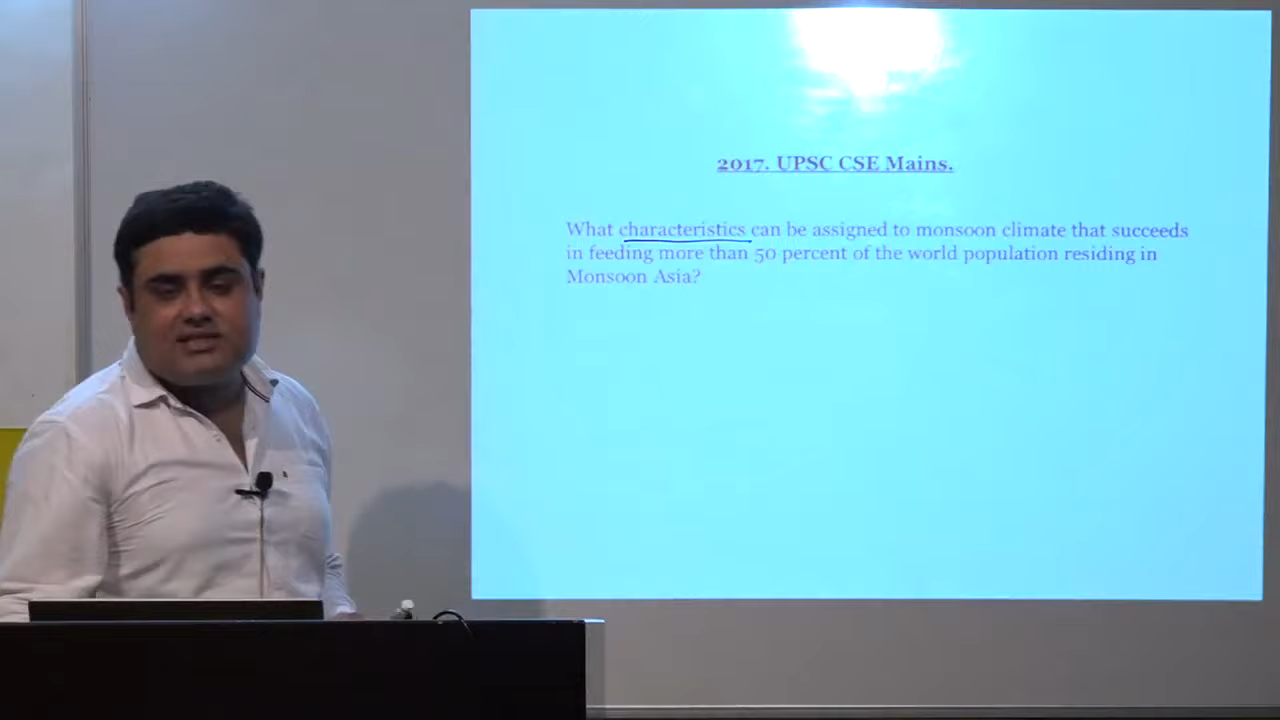 2017. UPSC CSE Mains.
What characteristics can be assigned to monsoon climate that succeeds
in feeding more than 50 percent of the world population residing in
Monsoon Asia?